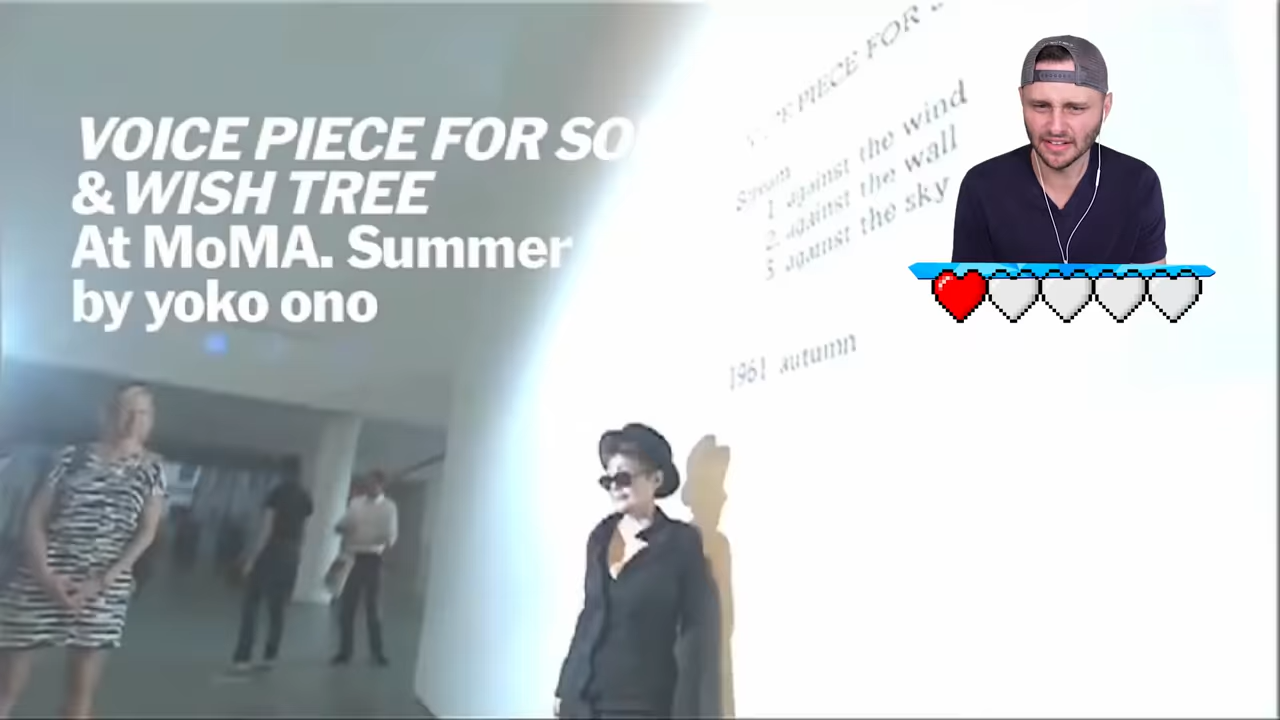 VOICE PIECE FOR SO
& WISH TREE
At MoMA. Summer
by yoko ono
PIECE FOR
Scream
1 against the wind
2. against the wall
3 against the sky
1961 autumn